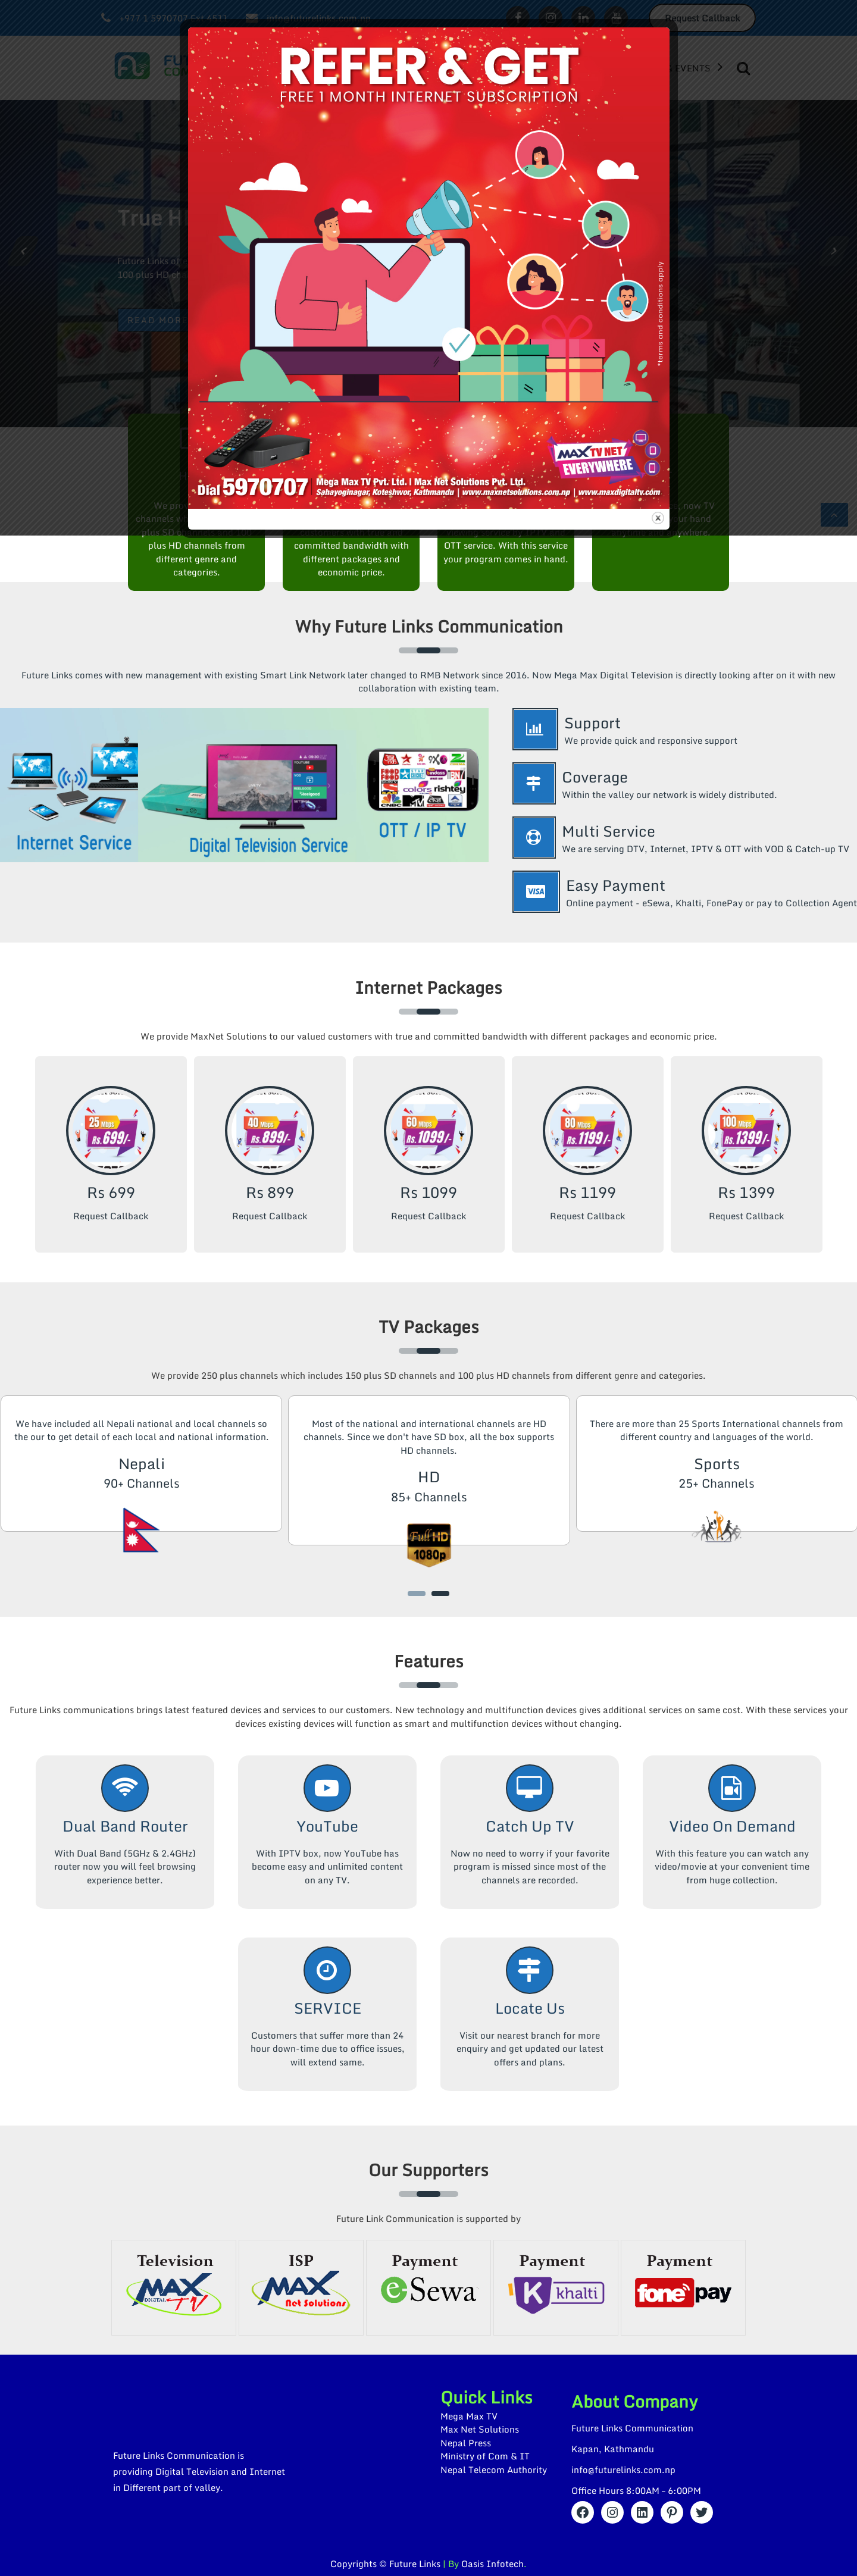 +977 1 5970707 Ext 4577
info@futurelinks.com.np
Request Callback
EVENTS
REFER & GET
FREE 1 MONTH INTERNET SUBSCRIPTION
*terms and conditions apply
MAX TV NET
EVERYWHERE
Dial 5970707
Mega Max TV Pvt. Ltd. I Max Net Solutions Pvt. Ltd.
Sahayoginagar, Koteshwor, Kathmandu | www.maxnetsolutions.com.np | www.maxdigitaltv.com
X
True H
Future Links of
100 plus HD ch
READ MOR
plus HD channels from
different genre and
categories.
committed bandwidth with
different packages and
economic price.
OTT service. With this service
your program comes in hand.
Why Future Links Communication
Future Links comes with new management with existing Smart Link Network later changed to RMB Network since 2016. Now Mega Max Digital Television is directly looking after on it with new
collaboration with existing team.
Internet Service
Digital Television Service
OTT / IP TV
Support
We provide quick and responsive support
Coverage
Within the valley our network is widely distributed.
Multi Service
We are serving DTV, Internet, IPTV & OTT with VOD & Catch-up TV
VISA
Easy Payment
Online payment - eSewa, Khalti, FonePay or pay to Collection Agent
Internet Packages
We provide MaxNet Solutions to our valued customers with true and committed bandwidth with different packages and economic price.
25 Mbps
Rs. 699/-
Rs 699
Request Callback
40 Mbps
Rs. 899/-
Rs 899
Request Callback
60 Mbps
Rs. 1099/-
Rs 1099
Request Callback
80 Mbps
Rs. 1199/-
Rs 1199
Request Callback
100 Mbps
Rs. 1399/-
Rs 1399
Request Callback
TV Packages
We provide 250 plus channels which includes 150 plus SD channels and 100 plus HD channels from different genre and categories.
We have included all Nepali national and local channels so
the our to get detail of each local and national information.
Nepali
90+ Channels
Most of the national and international channels are HD
channels. Since we don't have SD box, all the box supports
HD channels.
HD
85+ Channels
Full HD
1080p
There are more than 25 Sports International channels from
different country and languages of the world.
Sports
25+ Channels
Features
Future Links communications brings latest featured devices and services to our customers. New technology and multifunction devices gives additional services on same cost. With these services your
devices existing devices will function as smart and multifunction devices without changing.
Dual Band Router
With Dual Band (5GHz & 2.4GHz)
router now you will feel browsing
experience better.
YouTube
With IPTV box, now YouTube has
become easy and unlimited content
on any TV.
Catch Up TV
Now no need to worry if your favorite
program is missed since most of the
channels are recorded.
Video On Demand
With this feature you can watch any
video/movie at your convenient time
from huge collection.
SERVICE
Customers that suffer more than 24
hour down-time due to office issues,
will extend same.
Locate Us
Visit our nearest branch for more
enquiry and get updated our latest
offers and plans.
Our Supporters
Future Link Communication is supported by
Television
MAX
DIGITAL TV
ISP
MAX
Net Solutions
Payment
eSewa
Payment
K khalti
Payment
fonepay
Future Links Communication is
providing Digital Television and Internet
in Different part of valley.
Quick Links
Mega Max TV
Max Net Solutions
Nepal Press
Ministry of Com & IT
Nepal Telecom Authority
About Company
Future Links Communication
Kapan, Kathmandu
info@futurelinks.com.np
Office Hours 8:00AM – 6:00PM
Copyrights © Future Links | By Oasis Infotech.